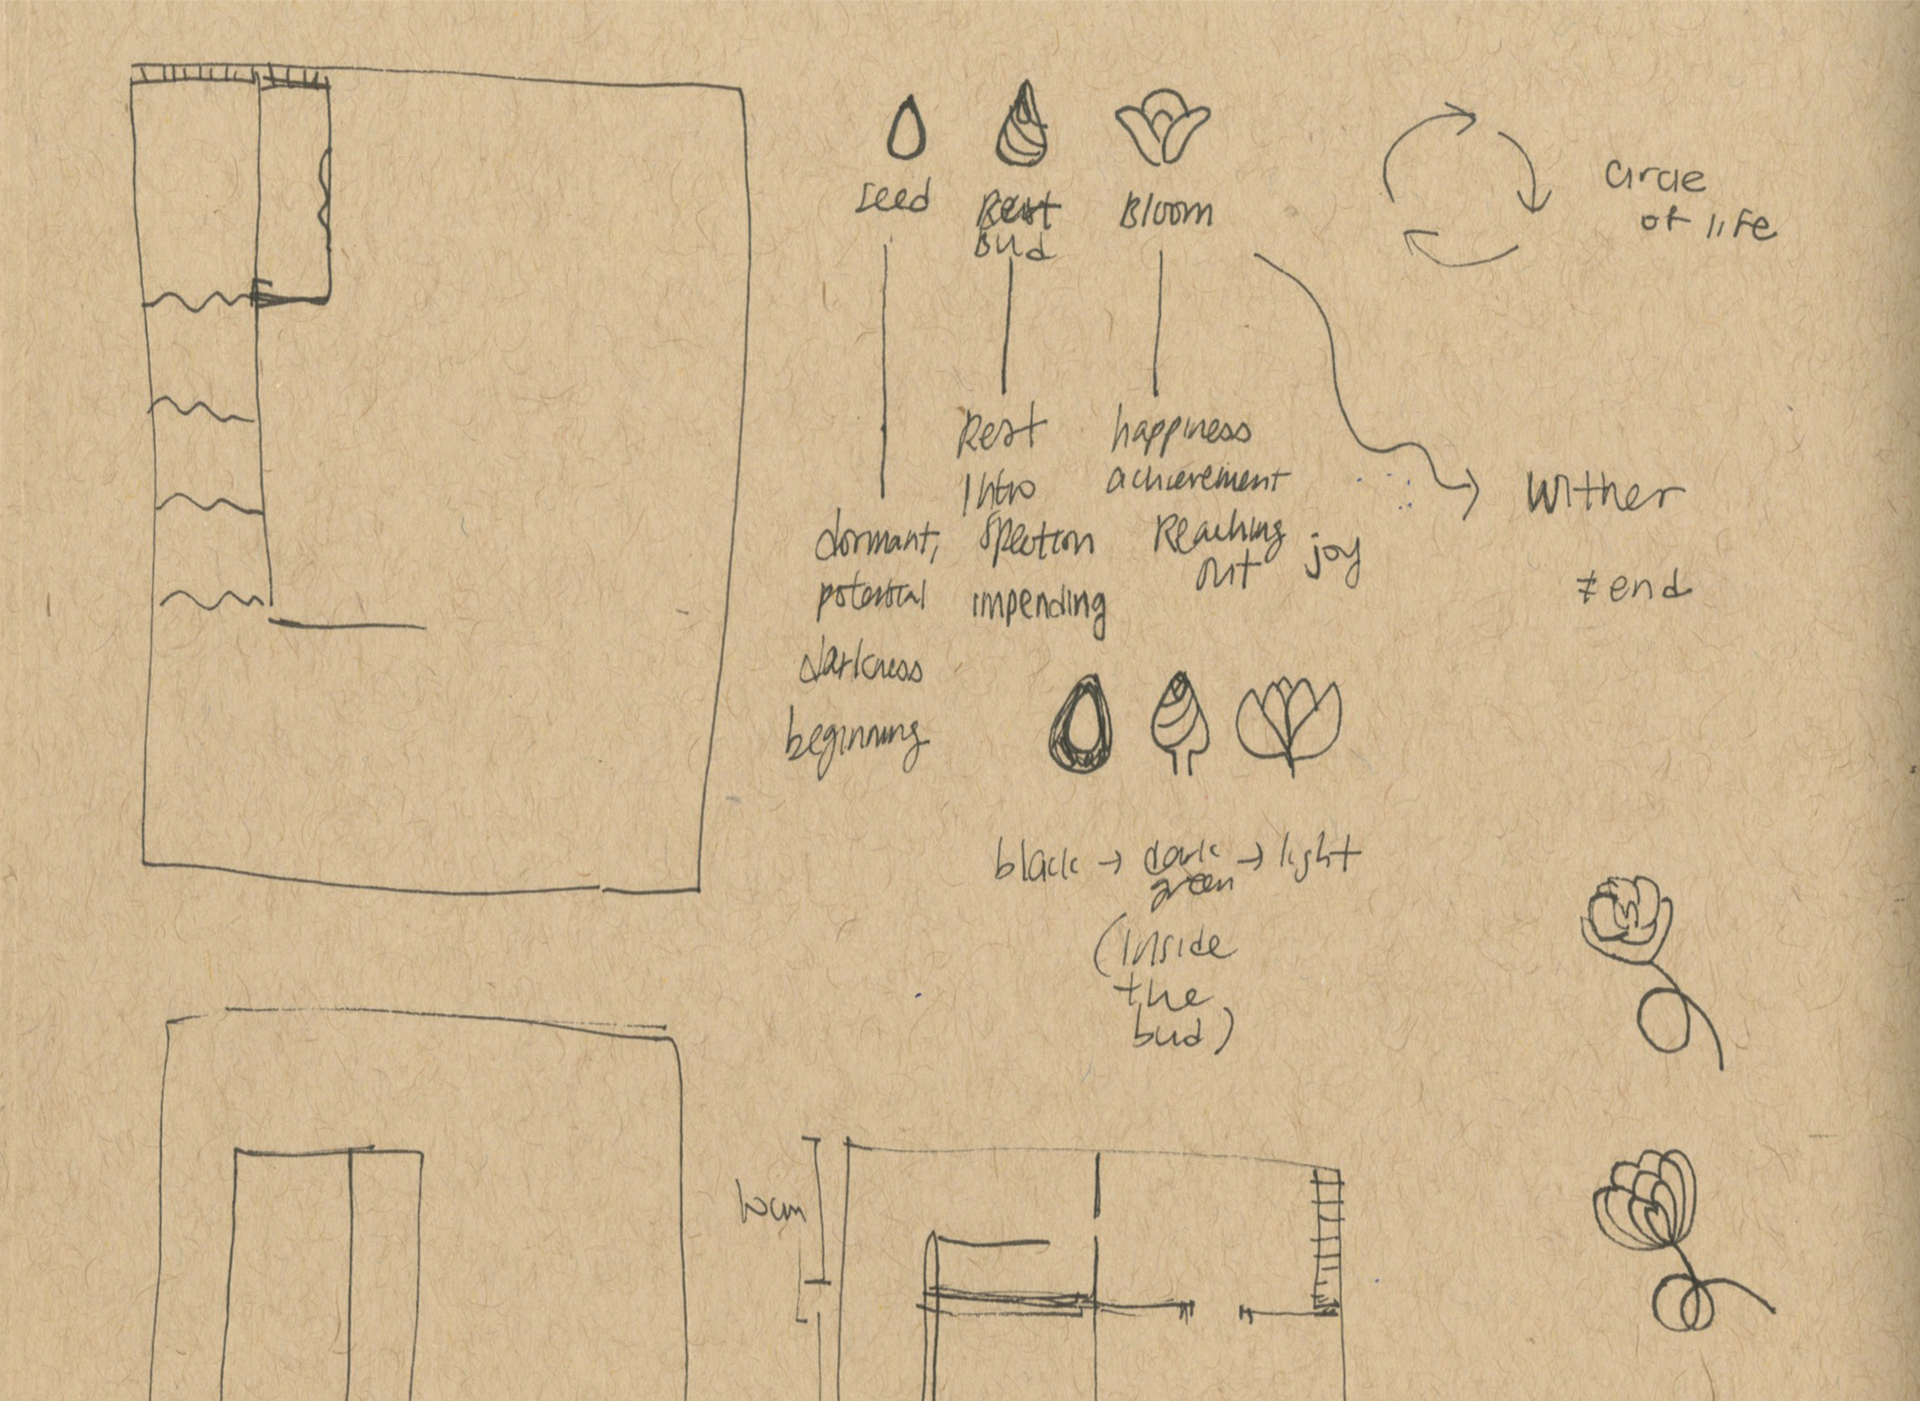 seed
Rest
Bud
Bloom
circle
of life
Rest
Intro
spection
impending
happiness
achievement
Reaching
out
joy
dormant,
potential
darkness
beginning
Wither
≠ end
black → dark → light
green
(inside
the
bud)